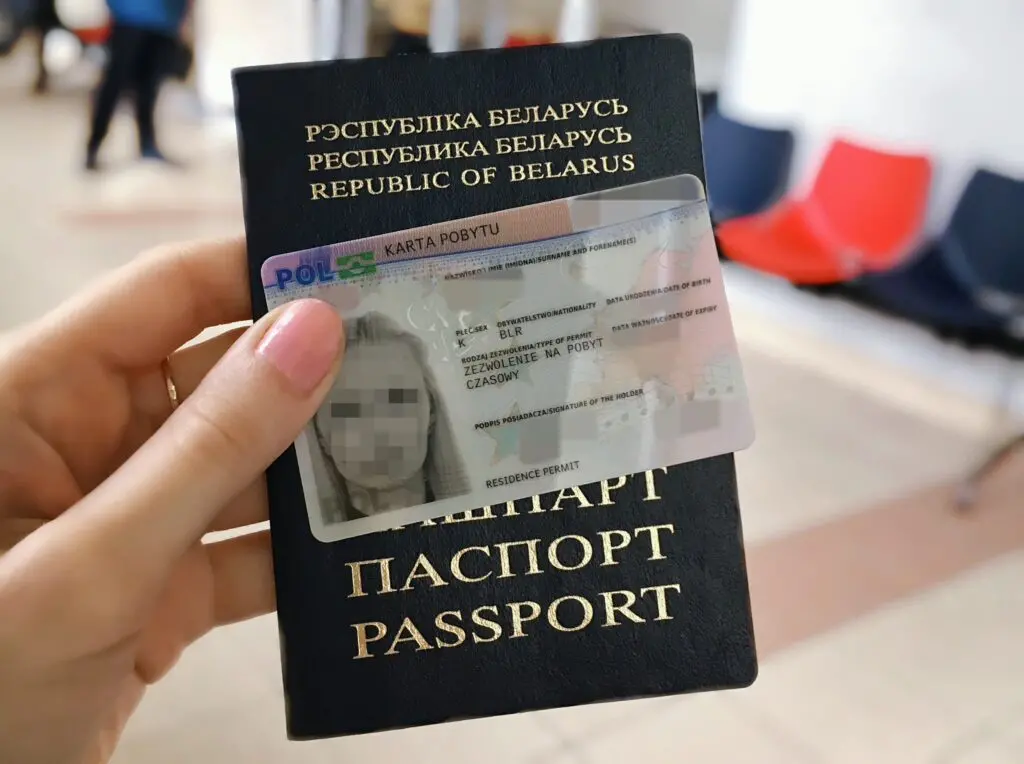 РЭСПУБЛІКА БЕЛАРУСЬ
РЕСПУБЛИКА БЕЛАРУСЬ
REPUBLIC OF BELARUS
KARTA POBYTU
POL
NAZWISKO I IMIĘ (IMIONA)/SURNAME AND FORENAME(S)
PŁEĆ/SEX OBYWATELSTWO/NATIONALITY DATA URODZENIA/DATE OF BIRTH
K BLR
RODZAJ ZEZWOLENIA/TYPE OF PERMIT DATA WAŻNOŚCI/DATE OF EXPIRY
ZEZWOLENIE NA POBYT
CZASOWY
PODPIS POSIADACZA/SIGNATURE OF THE HOLDER
RESIDENCE PERMIT
ПАШПАРТ
ПАСПОРТ
PASSPORT